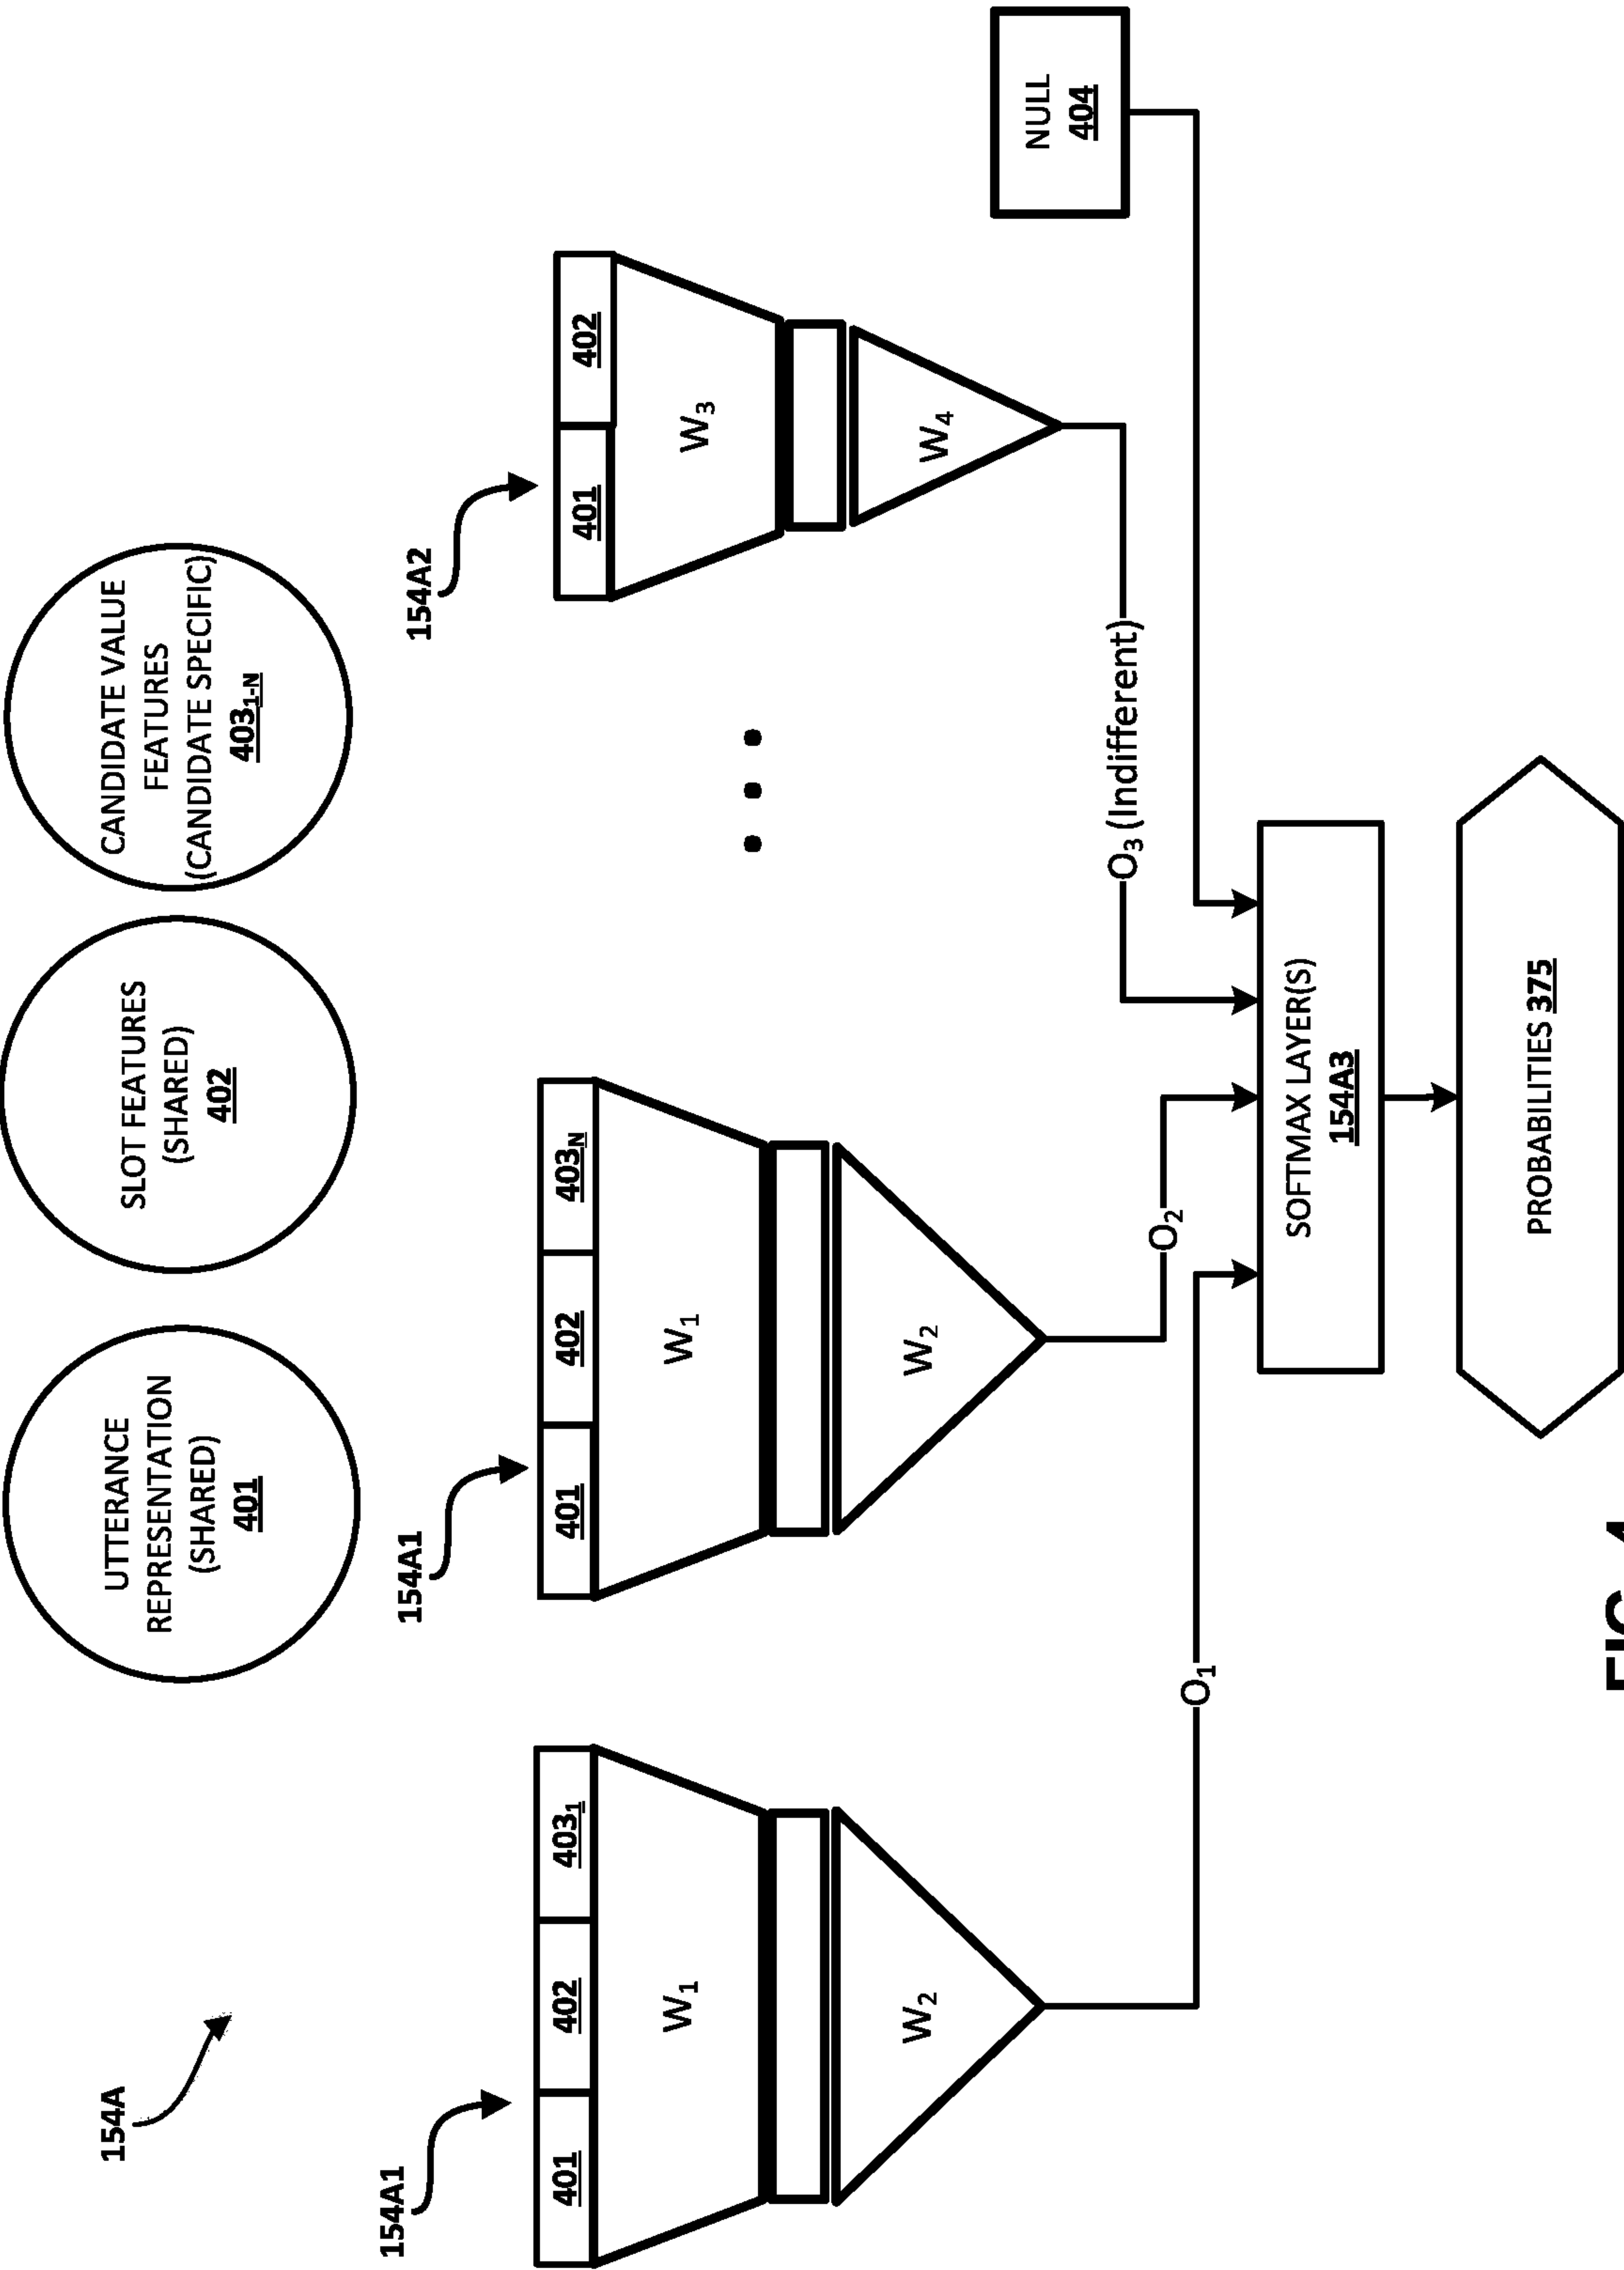 154A
UTTERANCE
REPRESENTATION
(SHARED)
401
SLOT FEATURES
(SHARED)
402
CANDIDATE VALUE
FEATURES
(CANDIDATE SPECIFIC)
403₁₋N
154A1
401 402 403₁
W₁
W₂
154A1
401 402 403N
W₁
W₂
154A2
401 402
W₃
W₄
NULL
404
O₁
O₂
O₃ (Indifferent)
SOFTMAX LAYER(S)
154A3
PROBABILITIES 375